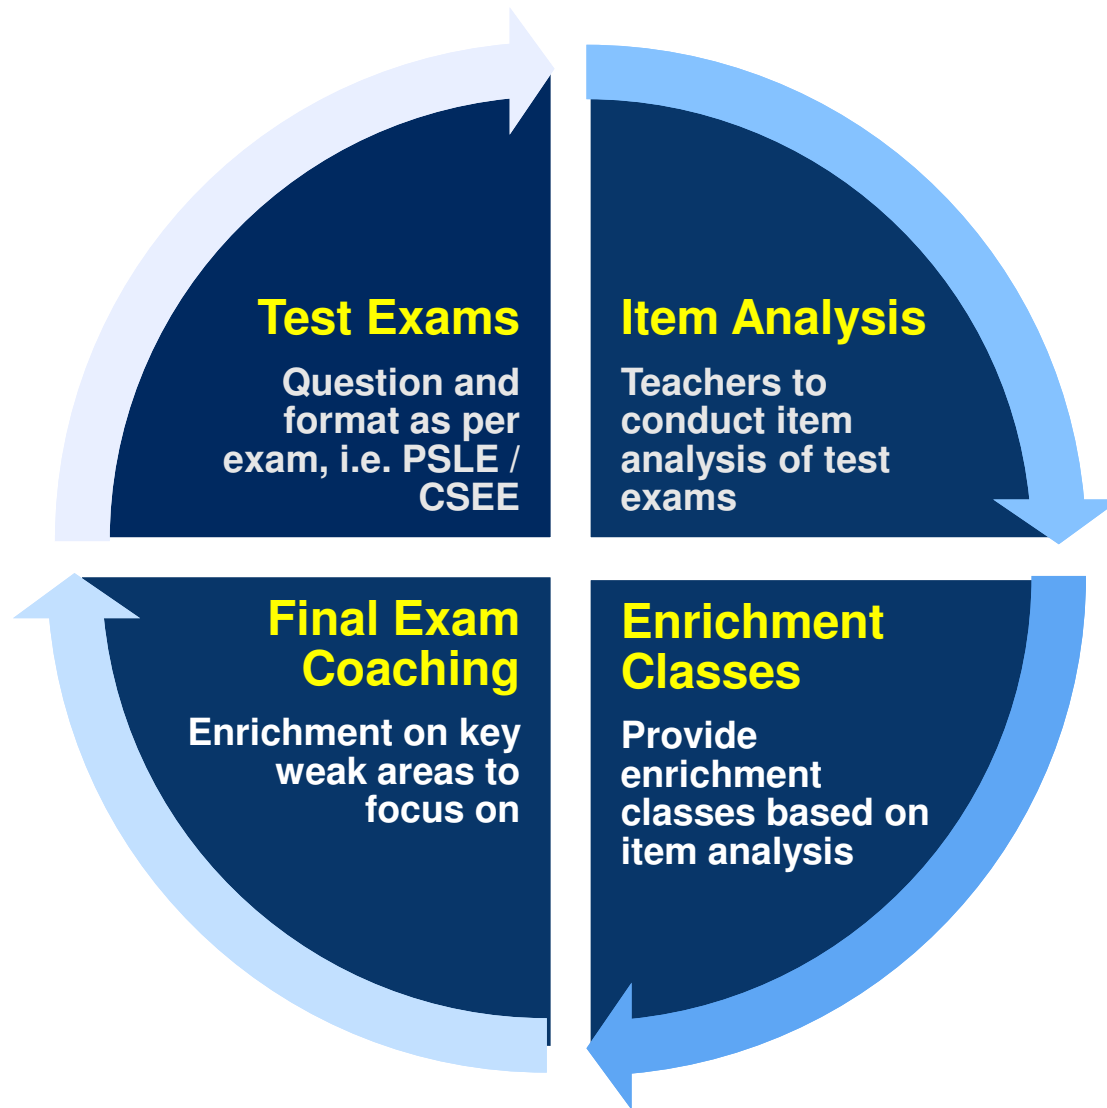 Test Exams
Question and
format as per
exam, i.e. PSLE /
CSEE
Item Analysis
Teachers to
conduct item
analysis of test
exams
Enrichment
Classes
Provide
enrichment
classes based on
item analysis
Final Exam
Coaching
Enrichment on key
weak areas to
focus on